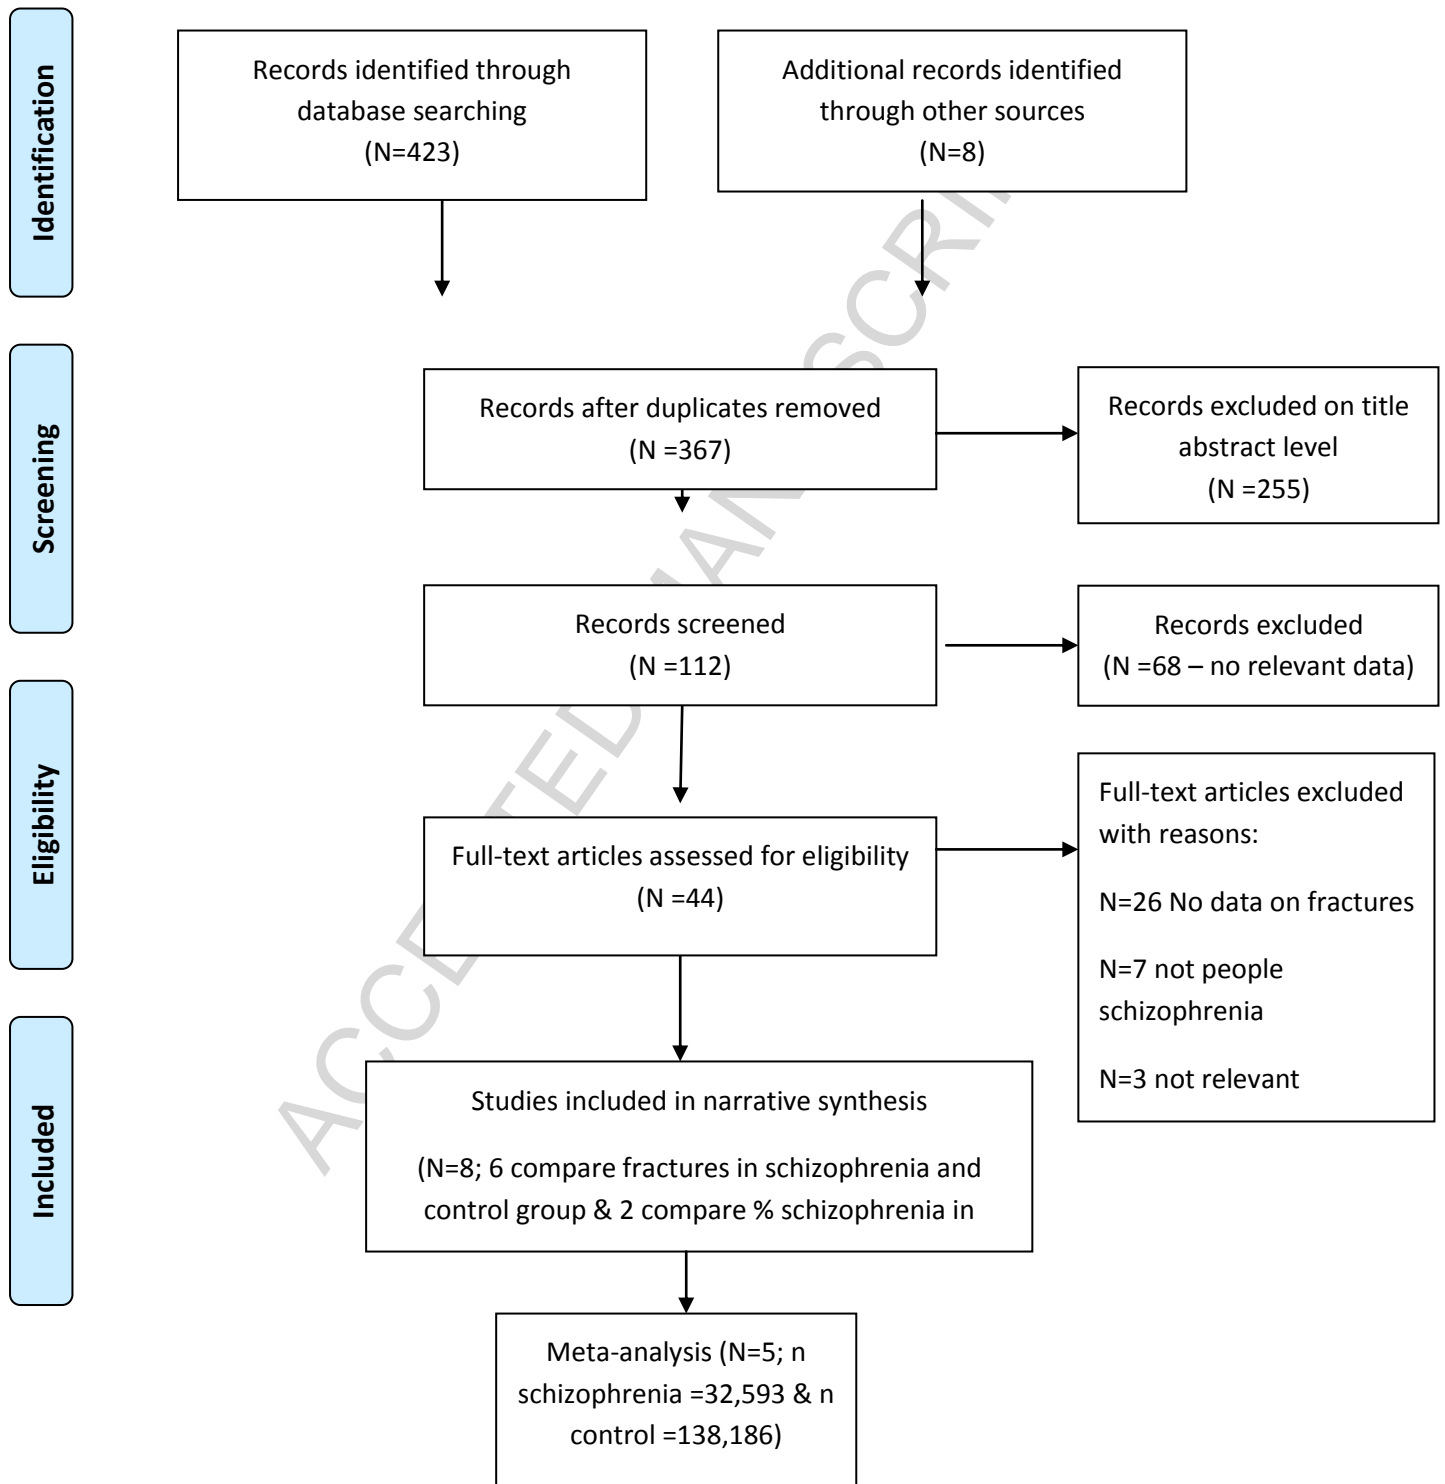 Identification
Records identified through
database searching
(N=423)
Additional records identified
through other sources
(N=8)
Screening
Records after duplicates removed
(N =367)
Records excluded on title
abstract level
(N =255)
Records screened
(N =112)
Records excluded
(N =68 – no relevant data)
Eligibility
Full-text articles assessed for eligibility
(N =44)
Full-text articles excluded
with reasons:
N=26 No data on fractures
N=7 not people
schizophrenia
N=3 not relevant
Included
Studies included in narrative synthesis
(N=8; 6 compare fractures in schizophrenia and
control group & 2 compare % schizophrenia in
Meta-analysis (N=5; n
schizophrenia =32,593 & n
control =138,186)